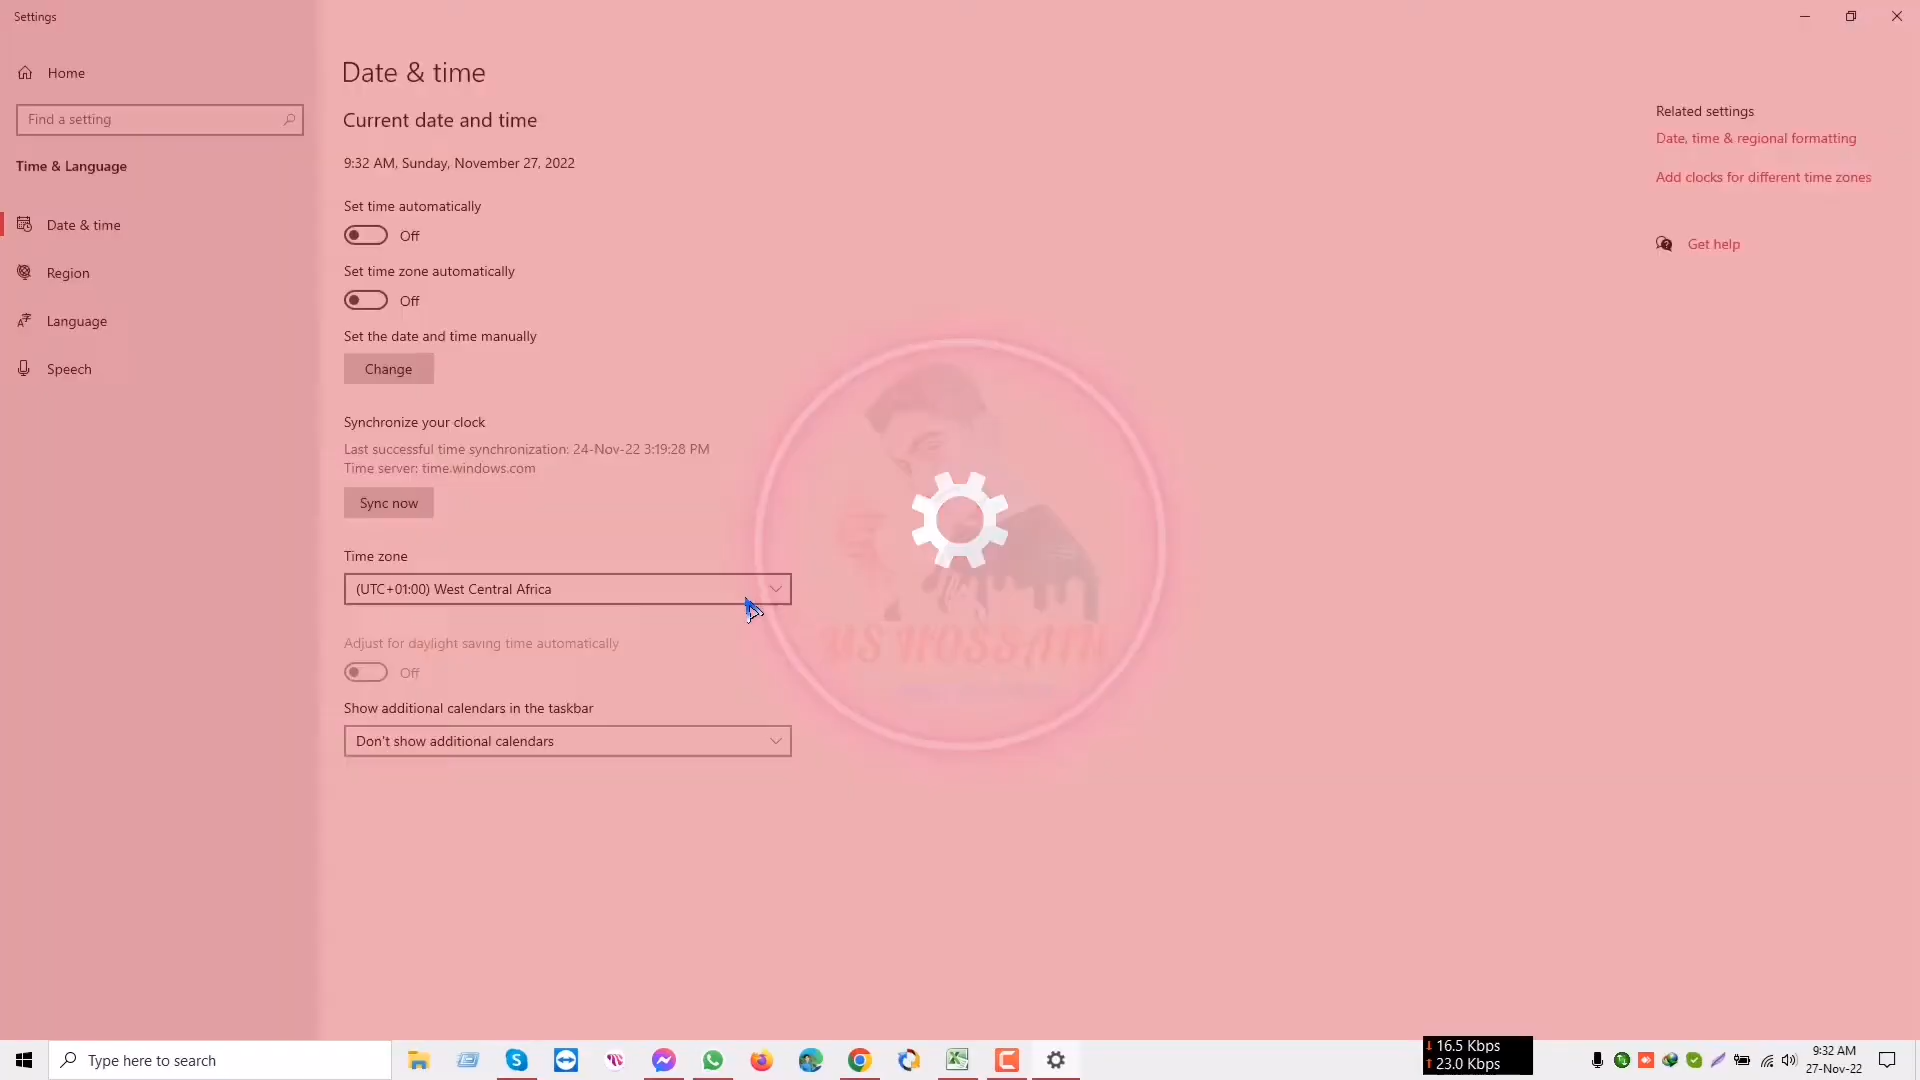 Settings
Home
Find a setting
Time & Language
Date & time
Region
Language
Speech
Date & time
Current date and time
9:32 AM, Sunday, November 27, 2022
Set time automatically
Off
Set time zone automatically
Off
Set the date and time manually
Change
Synchronize your clock
Last successful time synchronization: 24-Nov-22 3:19:28 PM
Time server: time.windows.com
Sync now
Time zone
(UTC+01:00) West Central Africa
Adjust for daylight saving time automatically
Off
Show additional calendars in the taskbar
Don't show additional calendars
Related settings
Date, time & regional formatting
Add clocks for different time zones
Get help
MS HOSSAIN
Type here to search
16.5 Kbps
23.0 Kbps
9:32 AM
27-Nov-22